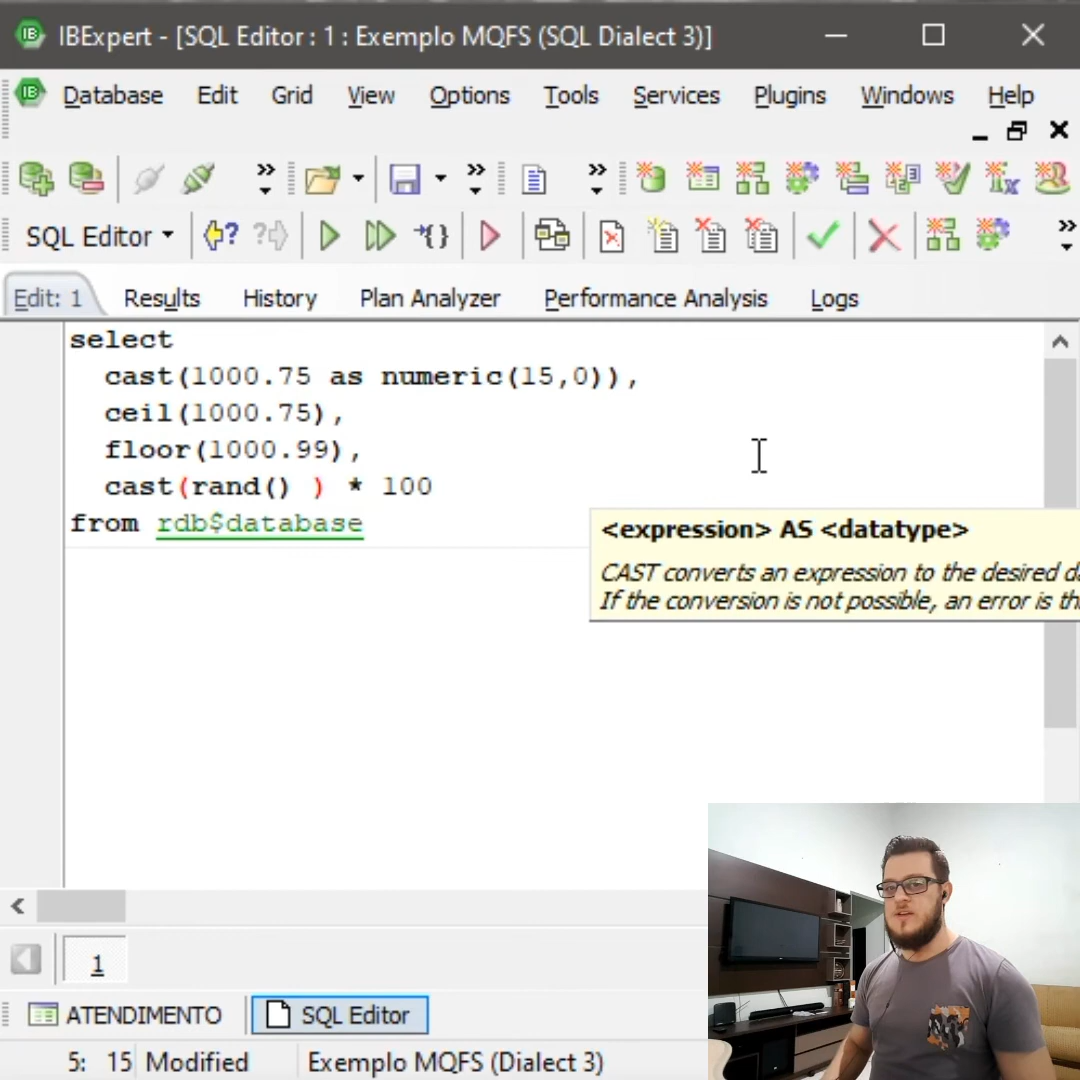 IBExpert - [SQL Editor : 1 : Exemplo MQFS (SQL Dialect 3)]
Database Edit Grid View Options Tools Services Plugins Windows Help
SQL Editor
Edit: 1 Results History Plan Analyzer Performance Analysis Logs
select
cast(1000.75 as numeric(15,0)),
ceil(1000.75),
floor(1000.99),
cast(rand() ) * 100
from rdb$database
<expression> AS <datatype>
CAST converts an expression to the desired
If the conversion is not possible, an error is
1
ATENDIMENTO SQL Editor
5: 15 Modified Exemplo MQFS (Dialect 3)